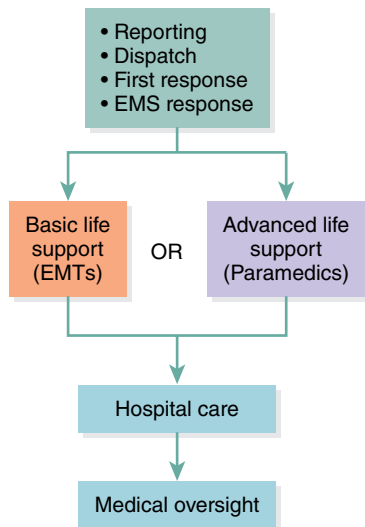 • Reporting
• Dispatch
• First response
• EMS response
Basic life
support
(EMTs)
OR
Advanced life
support
(Paramedics)
Hospital care
Medical oversight